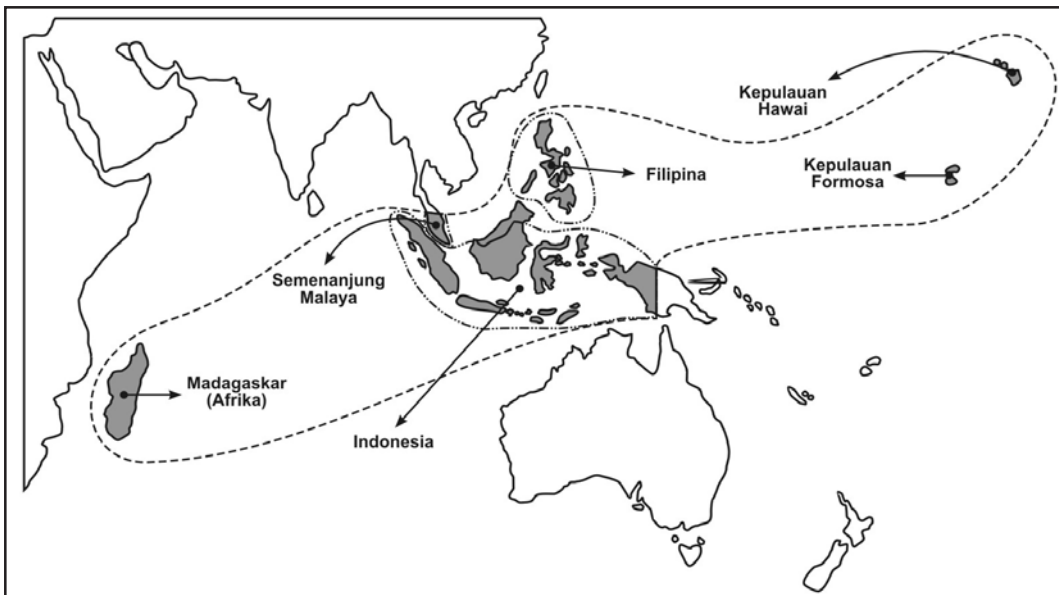 Kepulauan
Hawai
Filipina
Kepulauan
Formosa
Semenanjung
Malaya
Madagaskar
(Afrika)
Indonesia